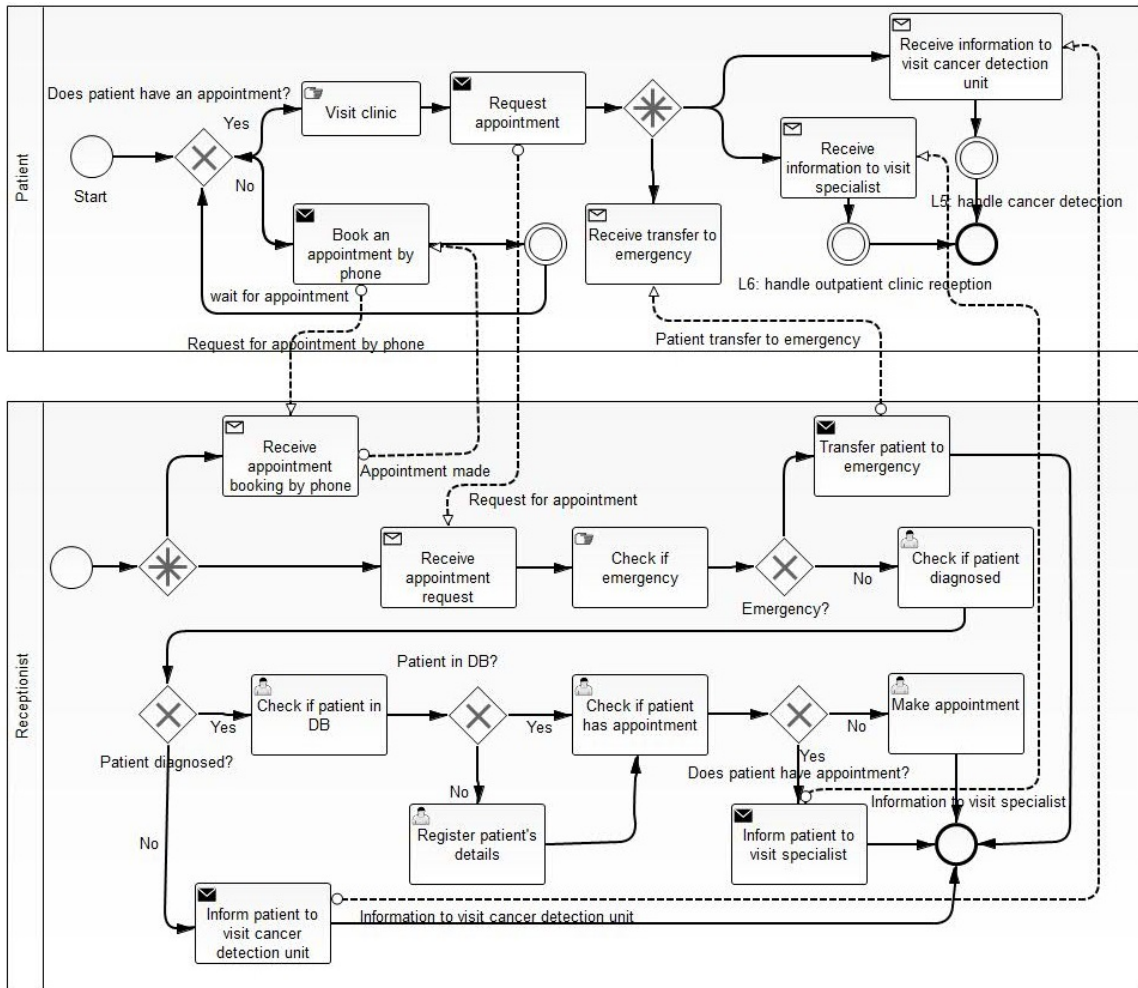 Patient
Does patient have an appointment?
Yes
No
Start
Visit clinic
Request
appointment
Receive information to
visit cancer detection
unit
Receive
information to visit
specialist
L5: handle cancer detection
Book an
appointment by
phone
wait for appointment
Receive transfer to
emergency
L6: handle outpatient clinic reception
Request for appointment by phone
Patient transfer to emergency
Receptionist
Receive
appointment
booking by phone
Appointment made
Request for appointment
Transfer patient to
emergency
Receive
appointment
request
Check if
emergency
Emergency?
No
Check if patient
diagnosed
Patient in DB?
Patient diagnosed?
Yes
Check if patient in
DB
Yes
Check if patient
has appointment
No
Make appointment
Yes
Does patient have appointment?
No
Register patient's
details
Inform patient to
visit specialist
Information to visit specialist
No
Inform patient to
visit cancer
detection unit
Information to visit cancer detection unit